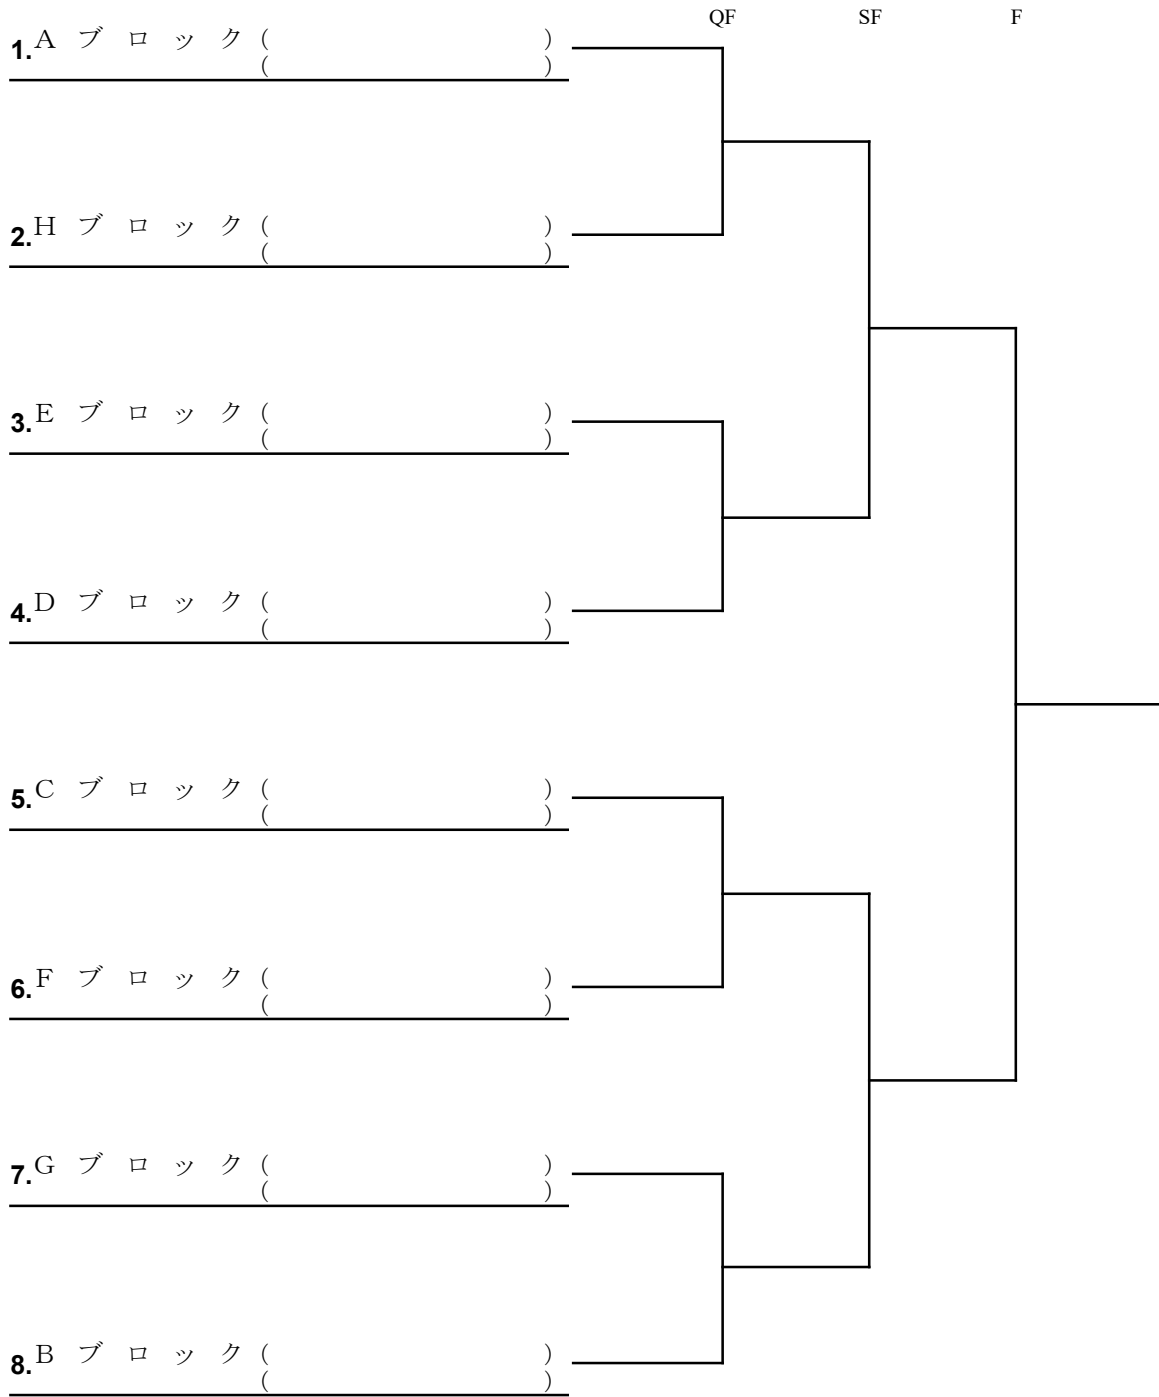 QF SF F
1. A ブロック( )
( )
2. H ブロック( )
( )
3. E ブロック( )
( )
4. D ブロック( )
( )
5. C ブロック( )
( )
6. F ブロック( )
( )
7. G ブロック( )
( )
8. B ブロック( )
( )